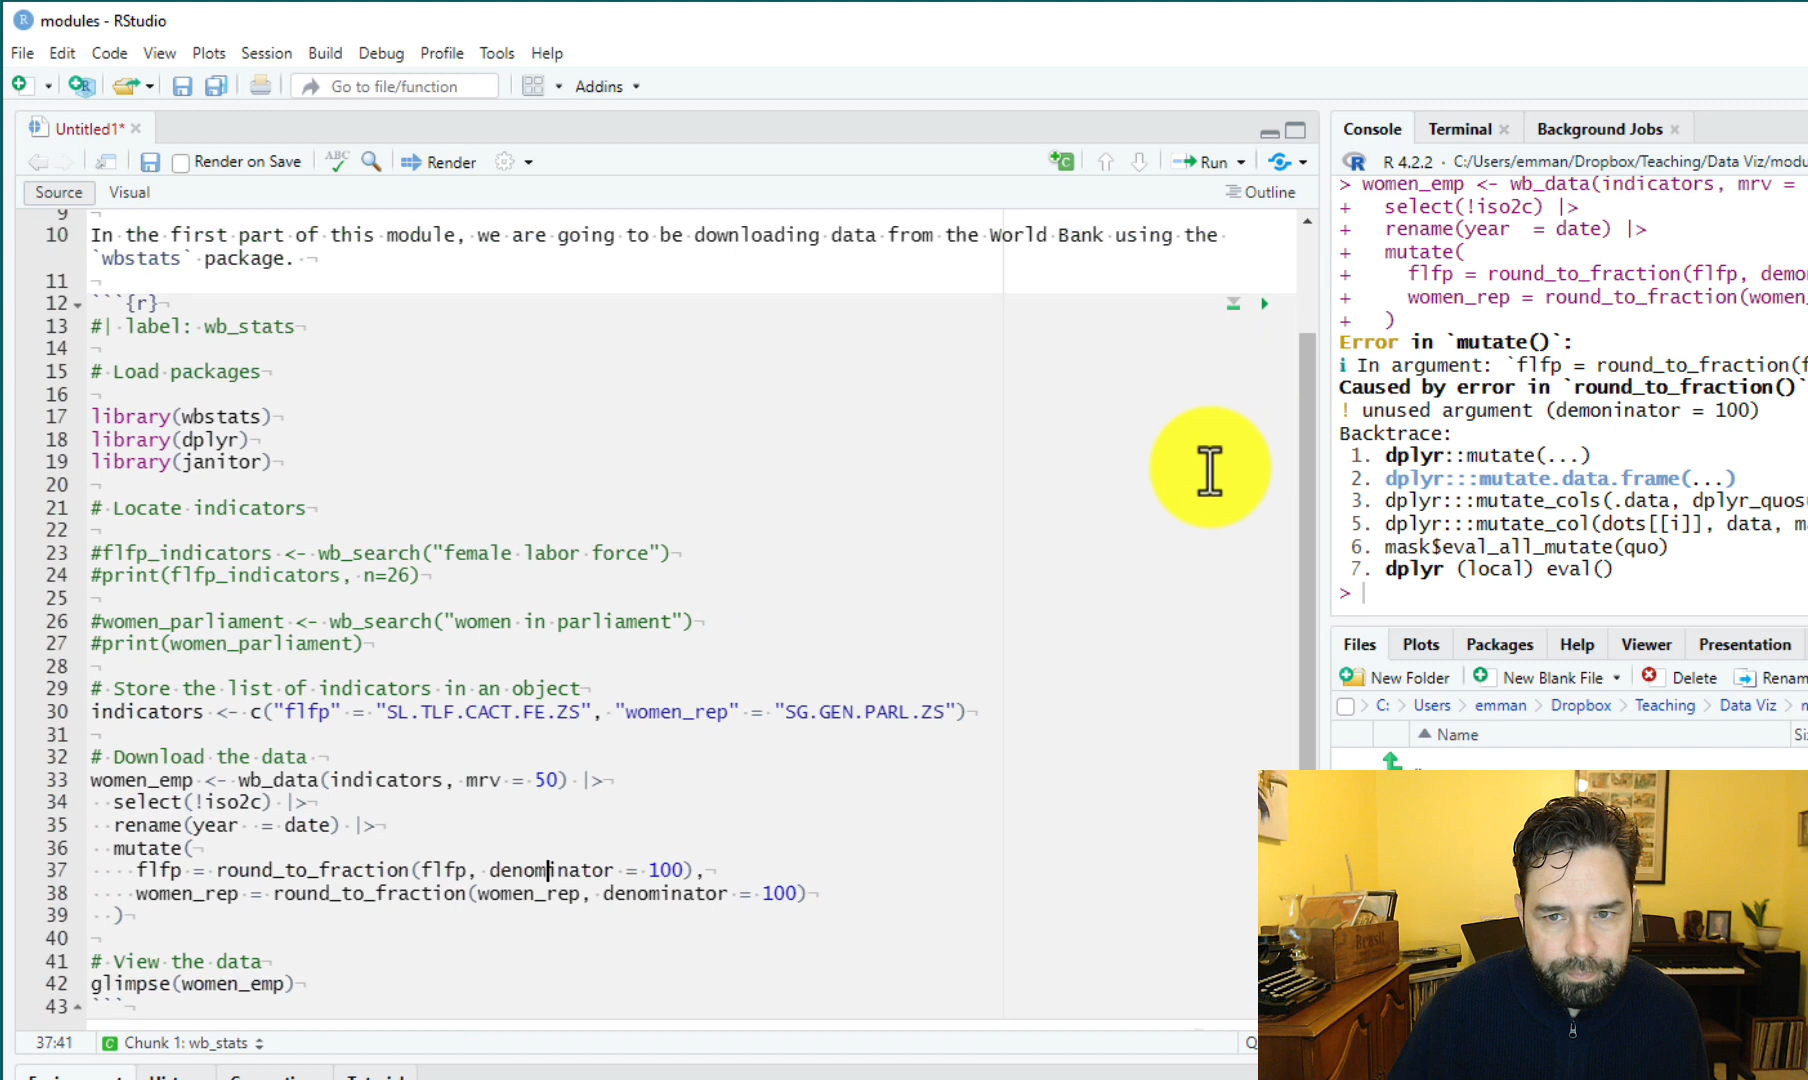 modules - RStudio
File Edit Code View Plots Session Build Debug Profile Tools Help
Go to file/function Addins
Untitled1*
Render on Save Render Run
Source Visual Outline
9
10 In the first part of this module, we are going to be downloading data from the World Bank using the
`wbstats` package.
11
12 ```{r}
13 #| label: wb_stats
14
15 # Load packages
16
17 library(wbstats)
18 library(dplyr)
19 library(janitor)
20
21 # Locate indicators
22
23 #flfp_indicators <- wb_search("female labor force")
24 #print(flfp_indicators, n=26)
25
26 #women_parliament <- wb_search("women in parliament")
27 #print(women_parliament)
28
29 # Store the list of indicators in an object
30 indicators <- c("flfp" = "SL.TLF.CACT.FE.ZS", "women_rep" = "SG.GEN.PARL.ZS")
31
32 # Download the data
33 women_emp <- wb_data(indicators, mrv = 50) |>
34 select(!iso2c) |>
35 rename(year  = date) |>
36 mutate(
37 flfp = round_to_fraction(flfp, denominator = 100),
38 women_rep = round_to_fraction(women_rep, denominator = 100)
39 )
40
41 # View the data
42 glimpse(women_emp)
43 ```
37:41 Chunk 1: wb_stats
Console Terminal Background Jobs
R 4.2.2 · C:/Users/emman/Dropbox/Teaching/Data Viz/modu
> women_emp <- wb_data(indicators, mrv =
+ select(!iso2c) |>
+ rename(year  = date) |>
+ mutate(
+ flfp = round_to_fraction(flfp, demo
+ women_rep = round_to_fraction(women_
+ )
Error in `mutate()`:
ℹ In argument: `flfp = round_to_fraction(f
Caused by error in `round_to_fraction()`
! unused argument (demoninator = 100)
Backtrace:
1. dplyr::mutate(...)
2. dplyr:::mutate.data.frame(...)
3. dplyr:::mutate_cols(.data, dplyr_quosu
5. dplyr:::mutate_col(dots[[i]], data, m
6. mask$eval_all_mutate(quo)
7. dplyr (local) eval()
>
Files Plots Packages Help Viewer Presentation
New Folder New Blank File Delete Renam
C: > Users > emman > Dropbox > Teaching > Data Viz >
Name Si